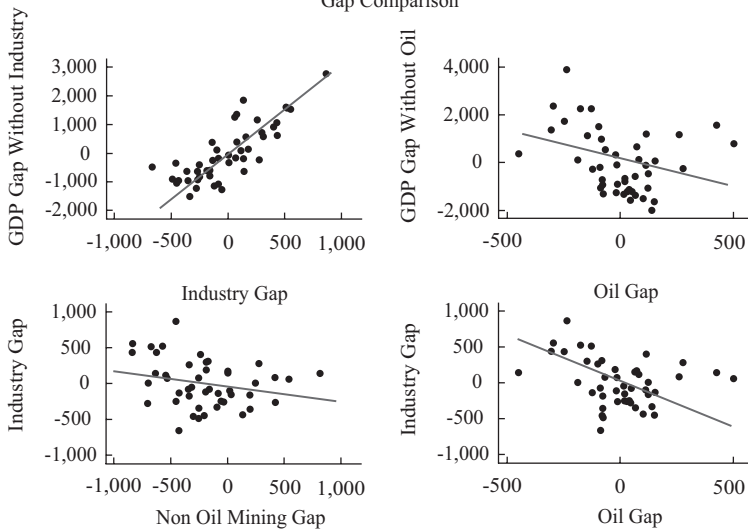 Gap Comparison
GDP Gap Without Industry
3,000
2,000
1,000
0
-1,000
-2,000
-1,000 -500 0 500 1,000
Industry Gap
GDP Gap Without Oil
4,000
2,000
0
-2,000
-500 0 500
Oil Gap
Industry Gap
1,000
500
0
-500
-1,000
-1,000 -500 0 500 1,000
Non Oil Mining Gap
Industry Gap
1,000
500
0
-500
-1,000
-500 0 500
Oil Gap